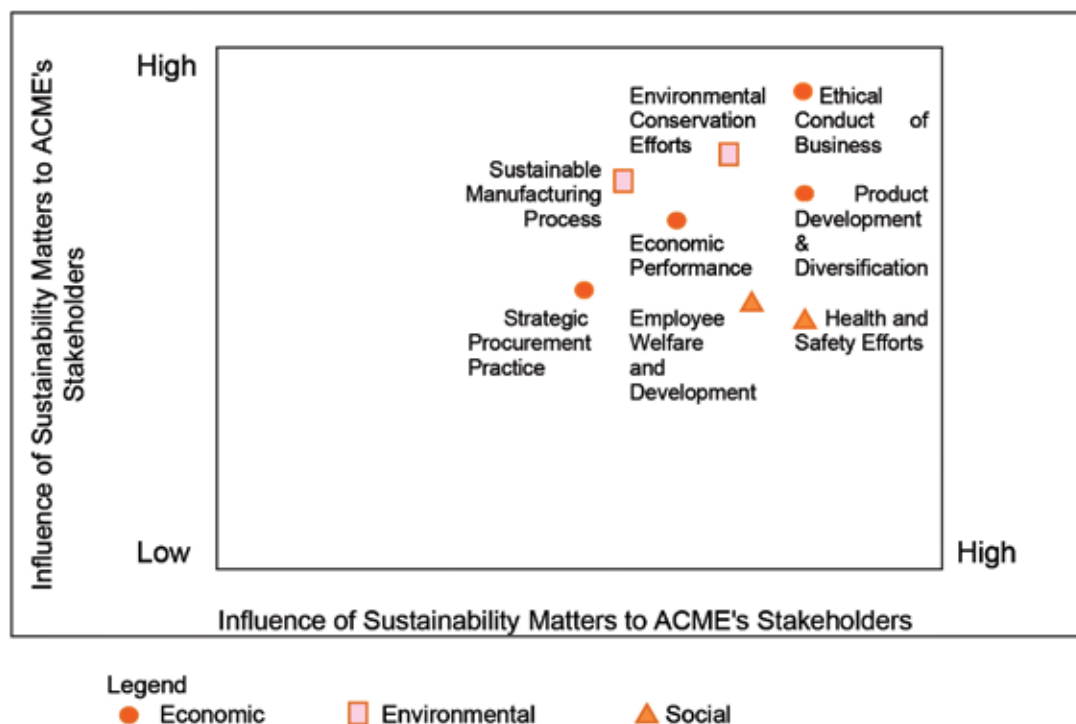 Influence of Sustainability Matters to ACME's
Stakeholders
High
Low
Environmental
Conservation
Efforts
Ethical
Conduct of
Business
Sustainable
Manufacturing
Process
Product
Development
&
Diversification
Economic
Performance
Strategic
Procurement
Practice
Employee
Welfare
and
Development
Health and
Safety Efforts
High
Influence of Sustainability Matters to ACME's Stakeholders
Legend
Economic
Environmental
Social